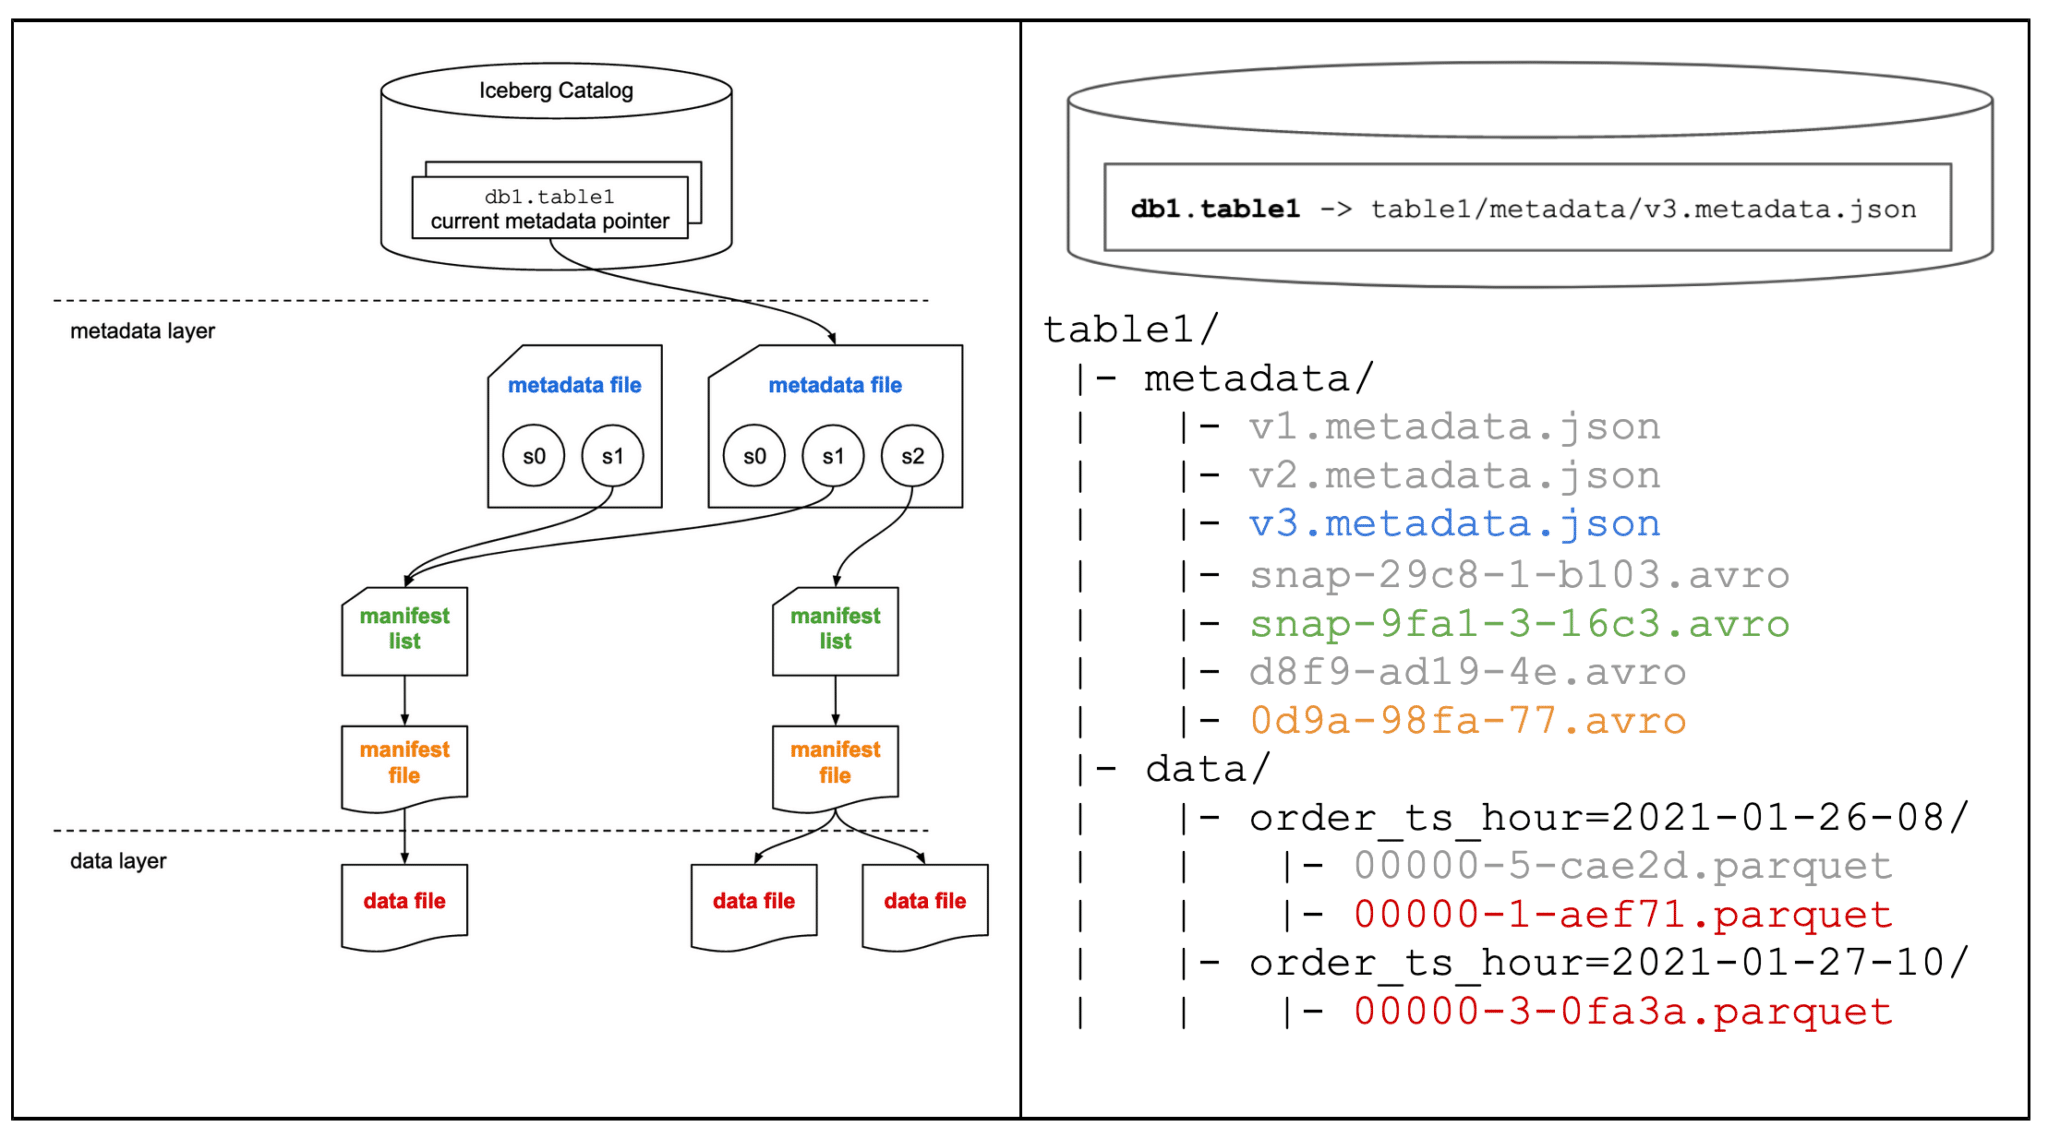 Iceberg Catalog
db1.table1
current metadata pointer
metadata layer
metadata file
s0 s1
metadata file
s0 s1 s2
manifest
list
manifest
list
manifest
file
manifest
file
data layer
data file
data file
data file
db1.table1 -> table1/metadata/v3.metadata.json
table1/
|- metadata/
| |- v1.metadata.json
| |- v2.metadata.json
| |- v3.metadata.json
| |- snap-29c8-1-b103.avro
| |- snap-9fa1-3-16c3.avro
| |- d8f9-ad19-4e.avro
| |- 0d9a-98fa-77.avro
|- data/
| |- order_ts_hour=2021-01-26-08/
| | |- 00000-5-cae2d.parquet
| | |- 00000-1-aef71.parquet
| |- order_ts_hour=2021-01-27-10/
| | |- 00000-3-0fa3a.parquet